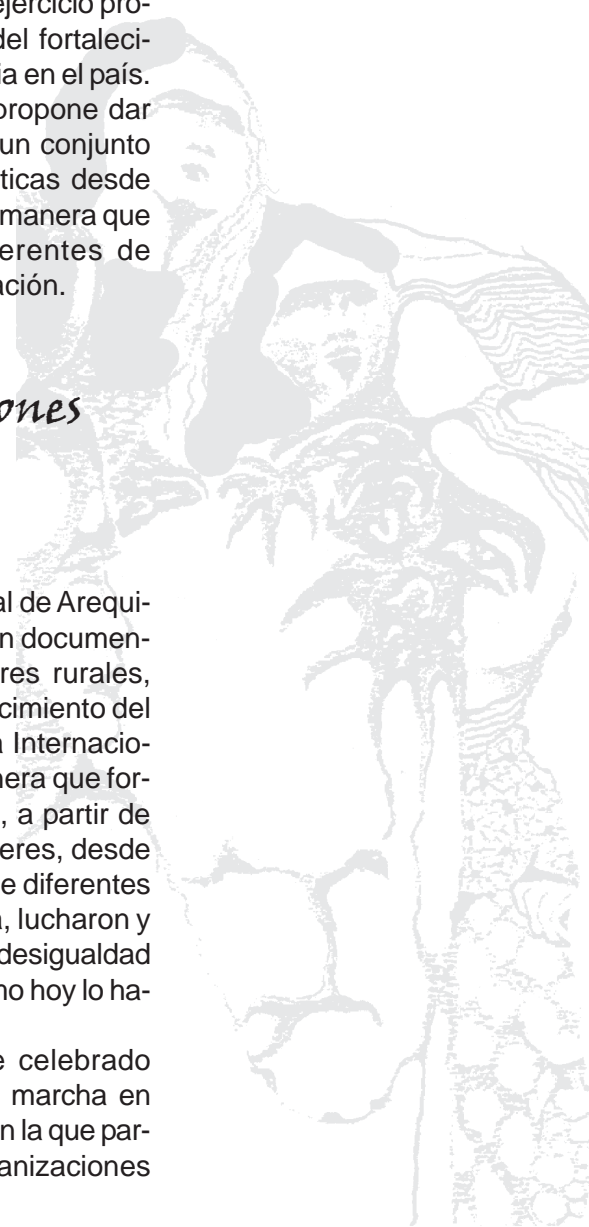 ejercicio pro-
del fortaleci-
ia en el país.
propone dar
un conjunto
ticas desde
manera que
erentes de
ación.
ones
al de Arequi-
n documen-
res rurales,
cimiento del
a Internacio-
nera que for-
, a partir de
eres, desde
e diferentes
a, lucharon y
desigualdad
no hoy lo ha-
e celebrado
marcha en
n la que par-
anizaciones